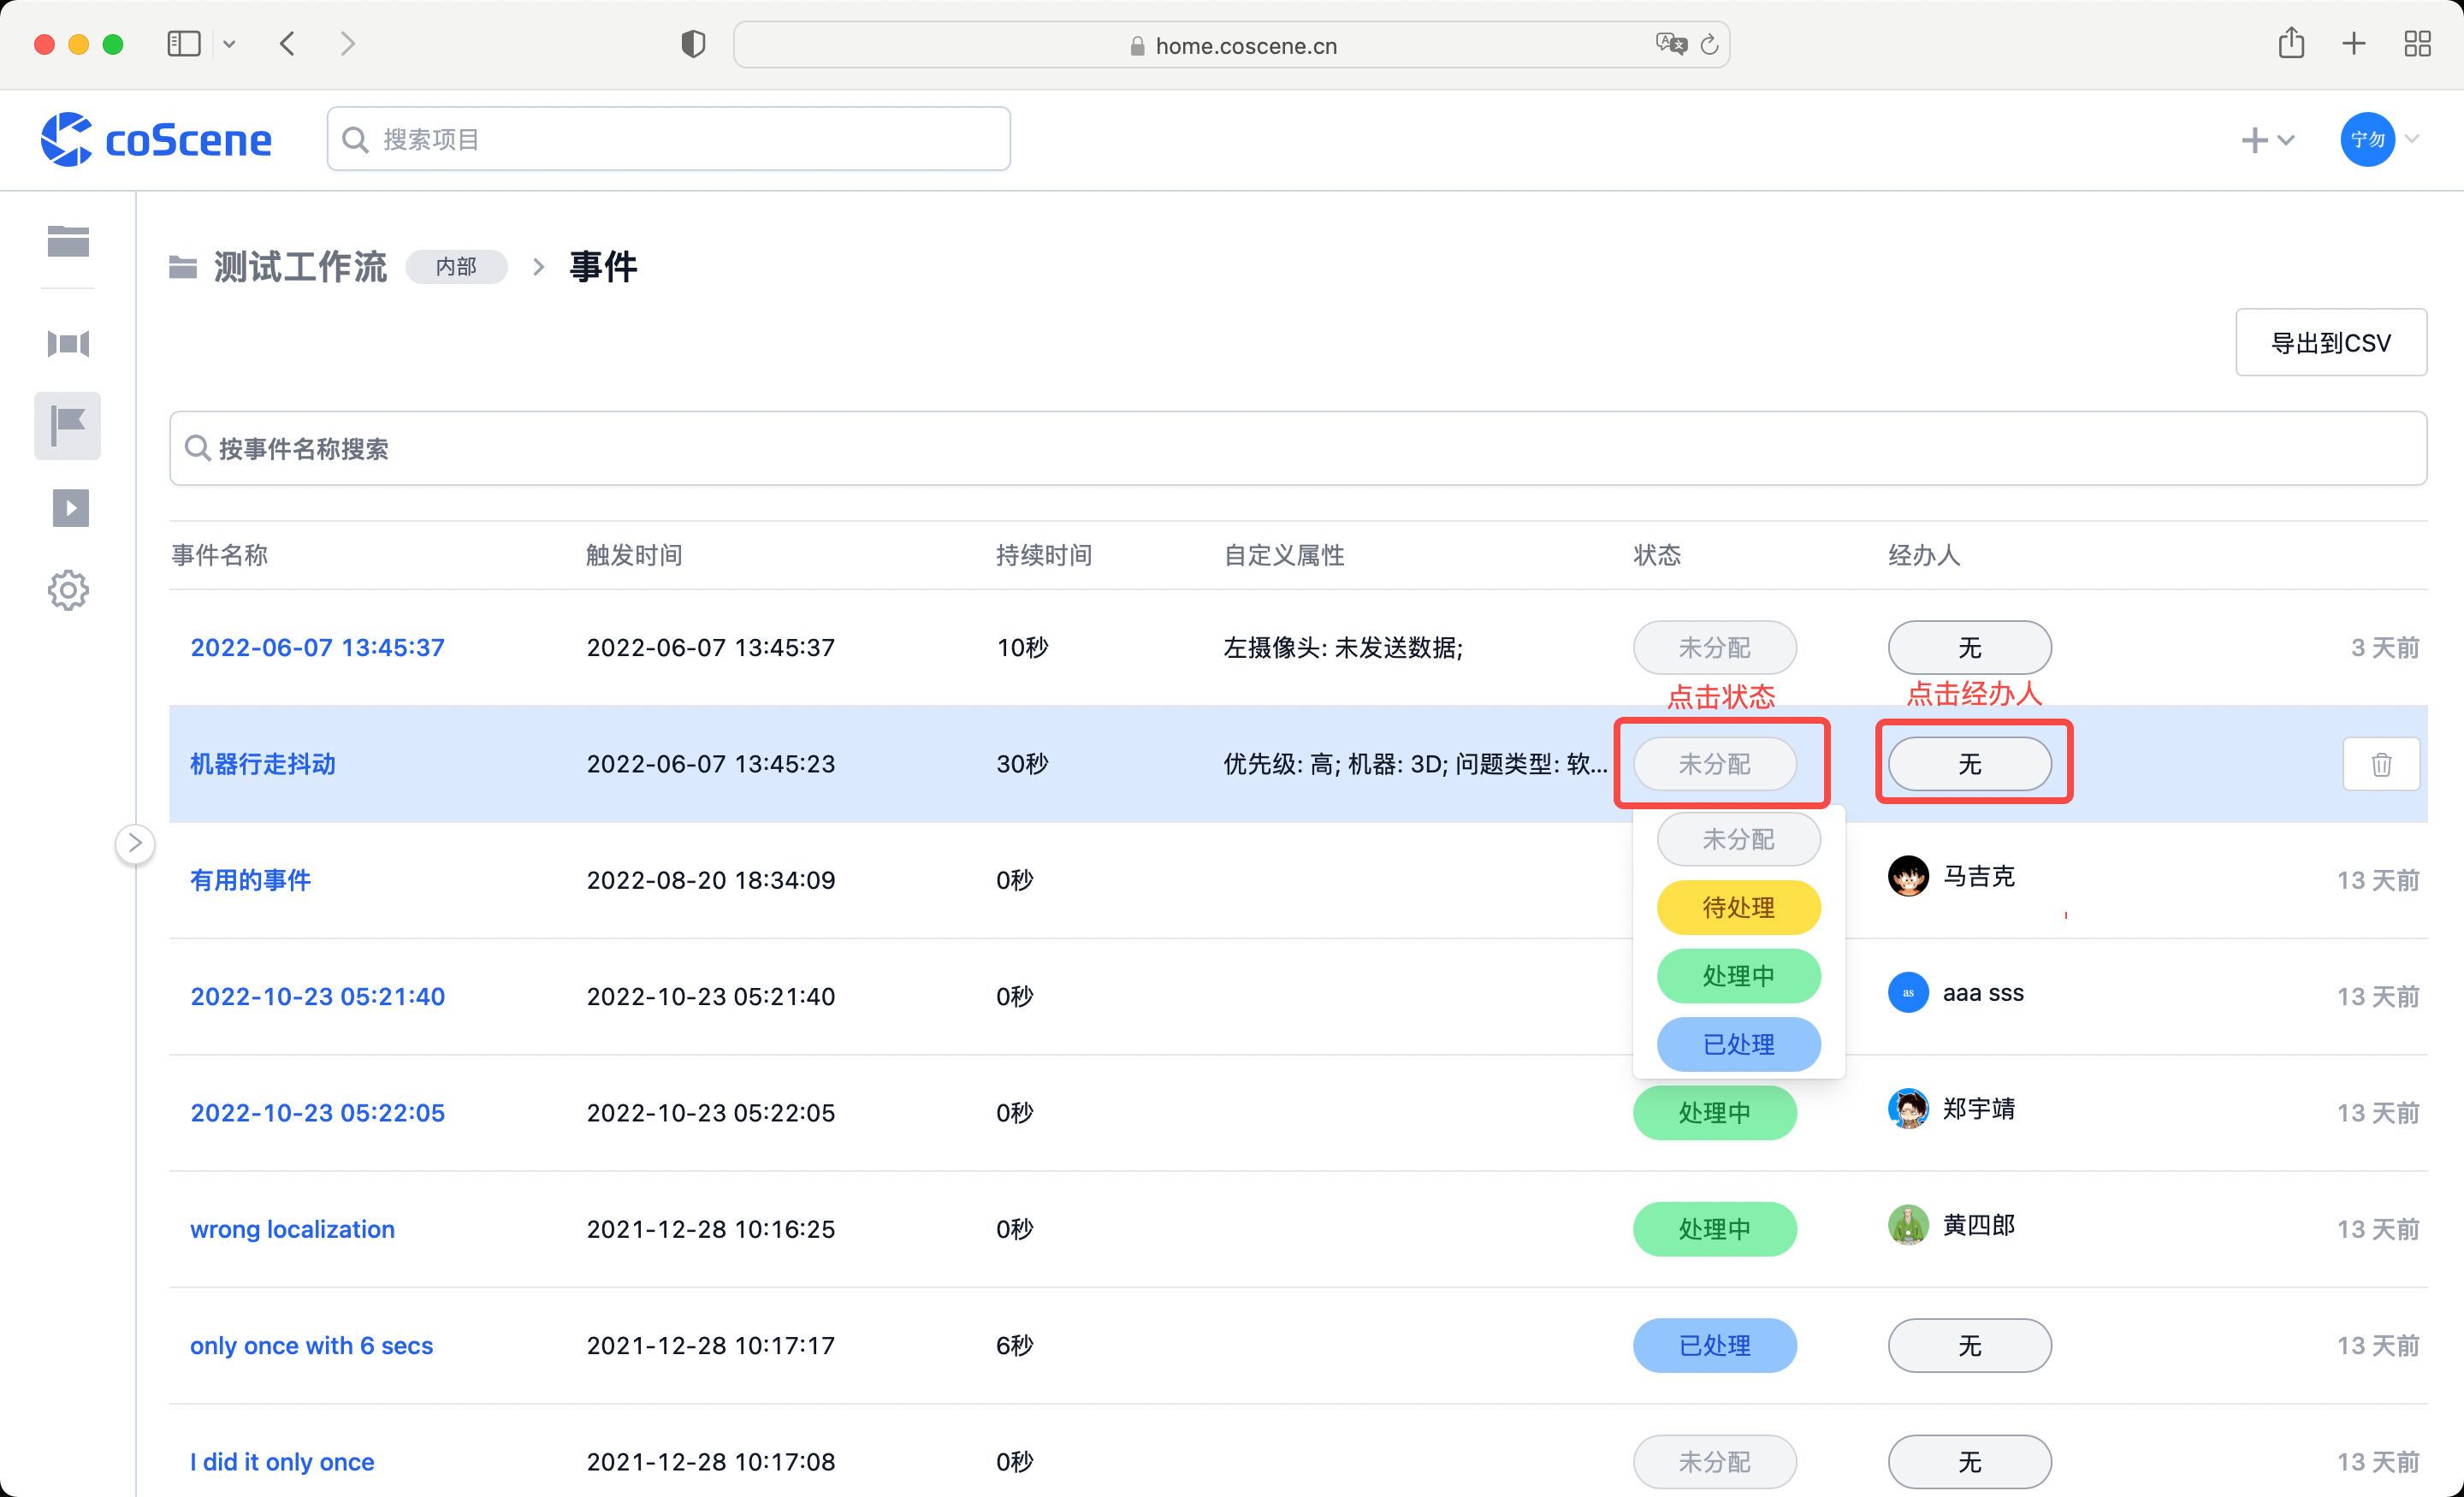 home.coscene.cn
coScene
搜索项目
宁勿
测试工作流 内部 > 事件
导出到CSV
按事件名称搜索
事件名称 触发时间 持续时间 自定义属性 状态 经办人
2022-06-07 13:45:37 2022-06-07 13:45:37 10秒 左摄像头: 未发送数据; 未分配 无 3 天前
点击状态 点击经办人
机器行走抖动 2022-06-07 13:45:23 30秒 优先级: 高; 机器: 3D; 问题类型: 软... 未分配 无
未分配
待处理
处理中
已处理
有用的事件 2022-08-20 18:34:09 0秒 马吉克 13 天前
2022-10-23 05:21:40 2022-10-23 05:21:40 0秒 as aaa sss 13 天前
2022-10-23 05:22:05 2022-10-23 05:22:05 0秒 处理中 郑宇靖 13 天前
wrong localization 2021-12-28 10:16:25 0秒 处理中 黄四郎 13 天前
only once with 6 secs 2021-12-28 10:17:17 6秒 已处理 无 13 天前
I did it only once 2021-12-28 10:17:08 0秒 未分配 无 13 天前